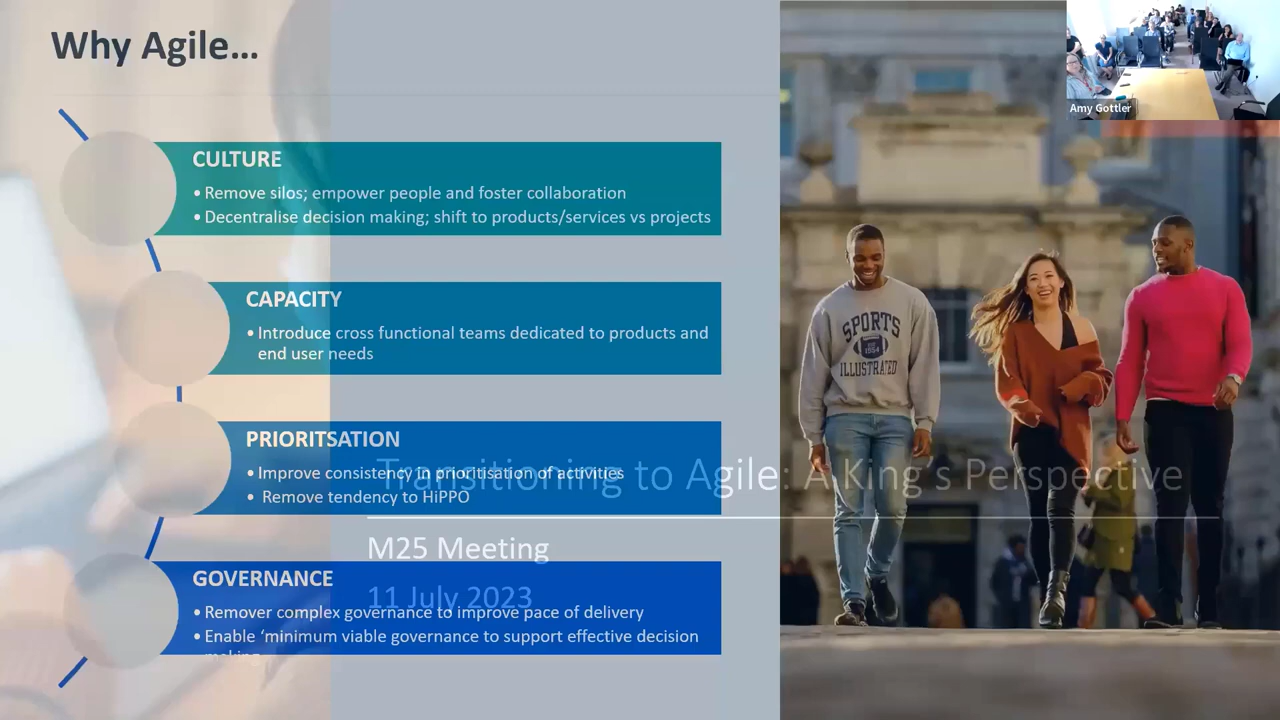 Why Agile...
Amy Gottler
CULTURE
• Remove silos; empower people and foster collaboration
• Decentralise decision making; shift to products/services vs projects
CAPACITY
• Introduce cross functional teams dedicated to products and
end user needs
PRIORITSATION
• Improve consistency in prioritisation of activities
• Remove tendency to HiPPO
GOVERNANCE
• Remover complex governance to improve pace of delivery
• Enable ‘minimum viable governance to support effective decision
making
Transitioning to Agile: A King's Perspective
M25 Meeting
11 July 2023
SPORTS
EST
1954
ILLUSTRATED